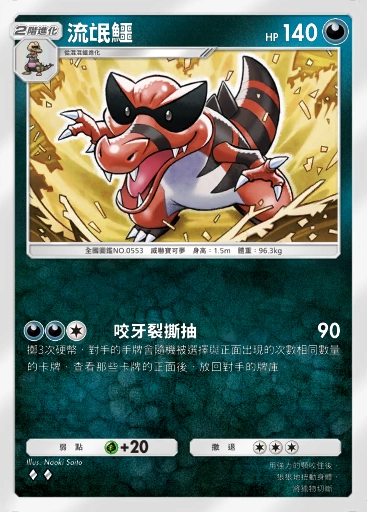 2階進化
流氓鱷
HP 140
從混混鱷進化
全國圖鑑NO.0553 威嚇寶可夢 身高：1.5m 體重：96.3kg
咬牙裂撕抽 90
擲3次硬幣，對手的手牌會隨機被選擇與正面出現的次數相同數量
的卡牌，查看那些卡牌的正面後，放回對手的牌庫
弱點 +20 撤退
Illus. Naoki Saito
用強力的顎咬住後，
狠狠地扭動身體，
將獵物切斷